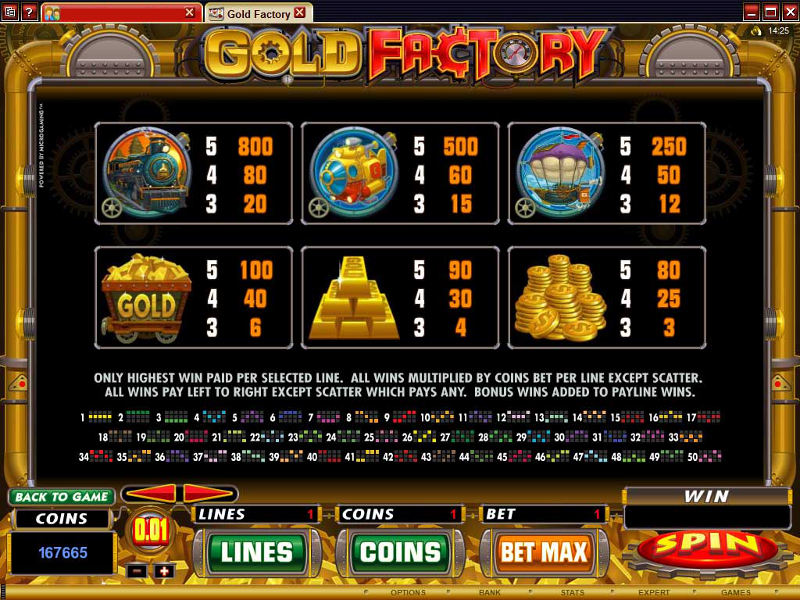 Gold Factory
14:25
GOLD FACTORY
POWERED BY MICROGAMING™
5 800 5 500 5 250
4 80 4 60 4 50
3 20 3 15 3 12
GOLD
5 100 5 90 5 80
4 40 4 30 4 25
3 6 3 4 3 3
ONLY HIGHEST WIN PAID PER SELECTED LINE. ALL WINS MULTIPLIED BY COINS BET PER LINE EXCEPT SCATTER.
ALL WINS PAY LEFT TO RIGHT EXCEPT SCATTER WHICH PAYS ANY. BONUS WINS ADDED TO PAYLINE WINS.
1 2 3 4 5 6 7 8 9 10 11 12 13 14 15 16 17
18 19 20 21 22 23 24 25 26 27 28 29 30 31 32 33
34 35 36 37 38 39 40 41 42 43 44 45 46 47 48 49 50
BACK TO GAME
COINS
167665
0.01
LINES 1 COINS 1 BET 1
WIN
LINES COINS BET MAX
SPIN
OPTIONS BANK STATS EXPERT GAMES